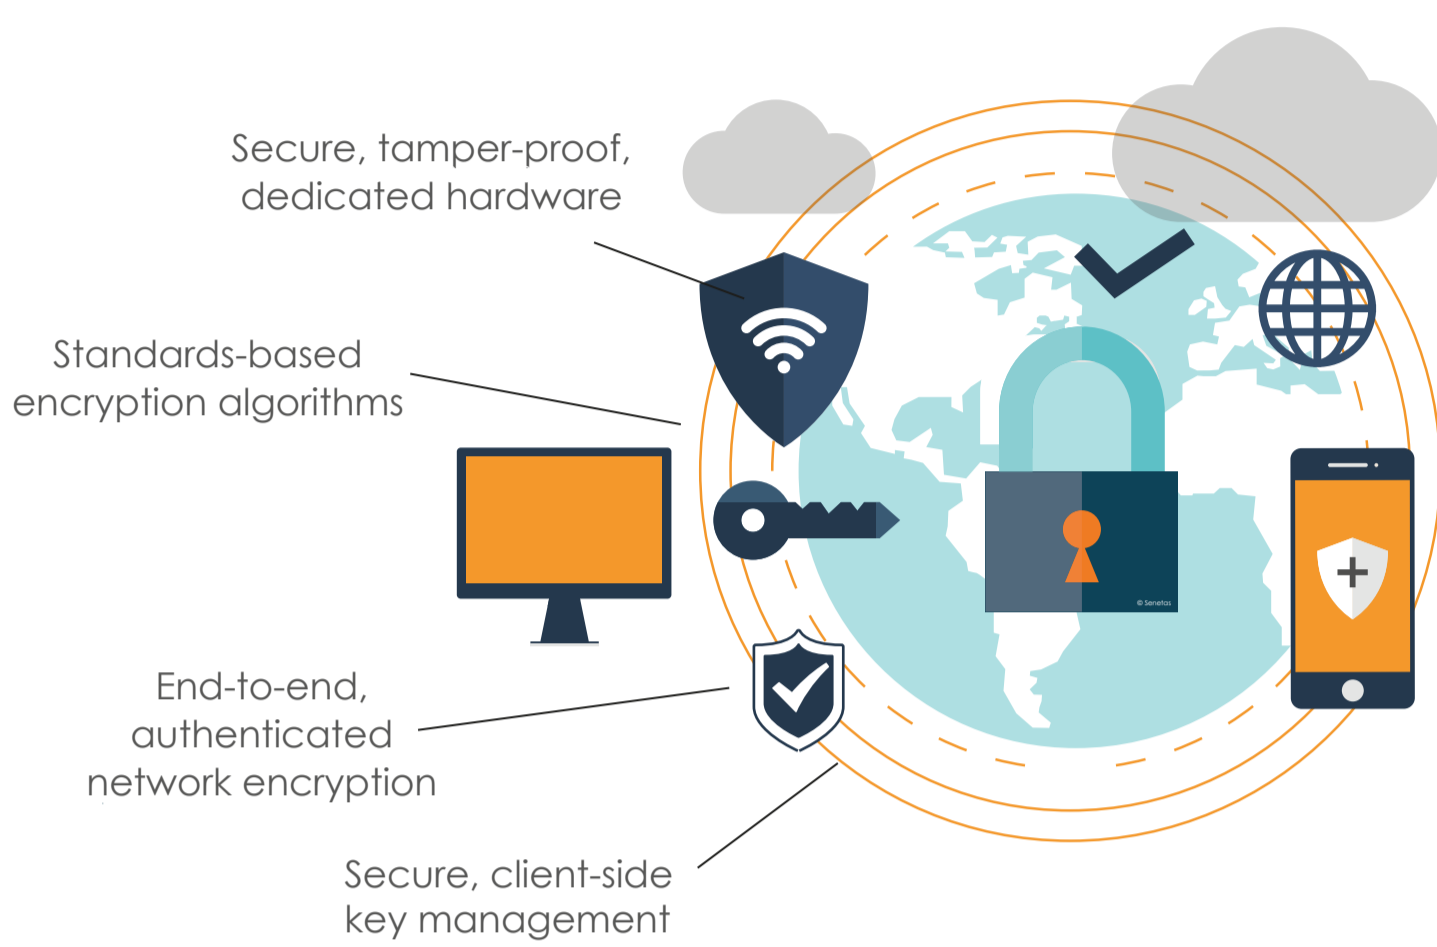 Secure, tamper-proof,
dedicated hardware
Standards-based
encryption algorithms
End-to-end,
authenticated
network encryption
Secure, client-side
key management
© Senetas